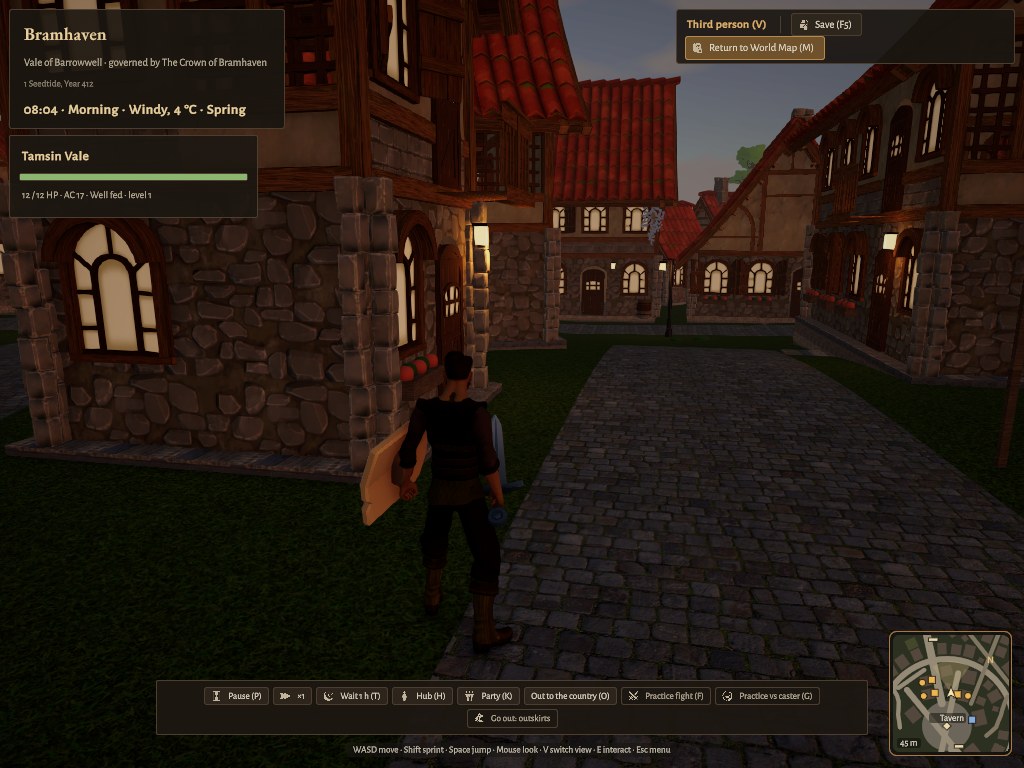 Bramhaven
Vale of Barrowwell · governed by The Crown of Bramhaven
1 Seedtide, Year 412
08:04 · Morning · Windy, 4 °C · Spring
Tamsin Vale
12 / 12 HP · AC 17 · Well fed · level 1
Third person (V)
Save (F5)
Return to World Map (M)
N
Tavern
45 m
Pause (P)
×1
Wait 1 h (T)
Hub (H)
Party (K)
Out to the country (O)
Practice fight (F)
Practice vs caster (G)
Go out: outskirts
WASD move · Shift sprint · Space jump · Mouse look · V switch view · E interact · Esc menu